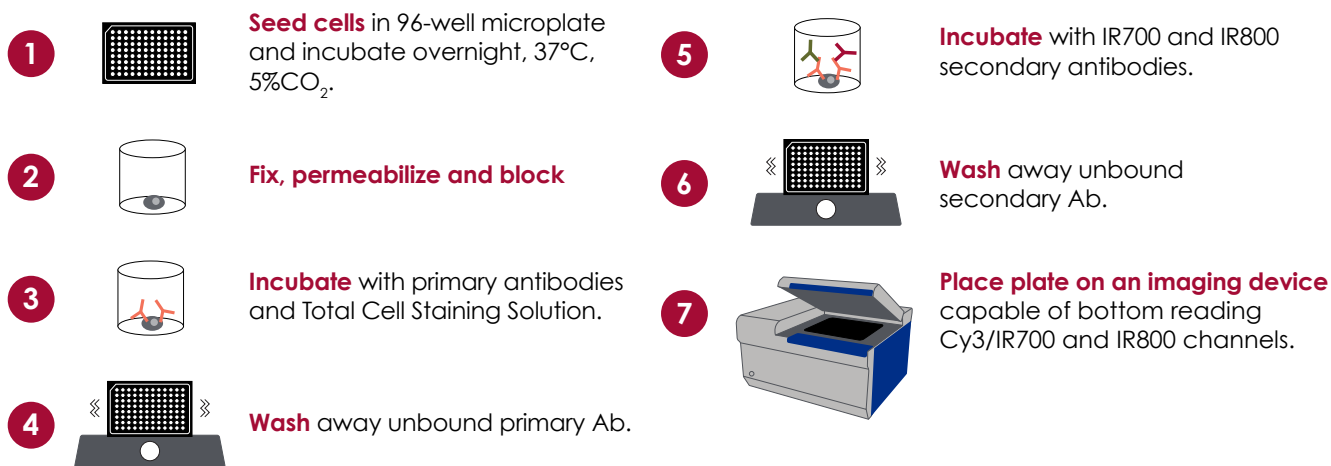 1
Seed cells in 96-well microplate
and incubate overnight, 37°C,
5%CO₂.
2
Fix, permeabilize and block
3
Incubate with primary antibodies
and Total Cell Staining Solution.
4
Wash away unbound primary Ab.
5
Incubate with IR700 and IR800
secondary antibodies.
6
Wash away unbound
secondary Ab.
7
Place plate on an imaging device
capable of bottom reading
Cy3/IR700 and IR800 channels.